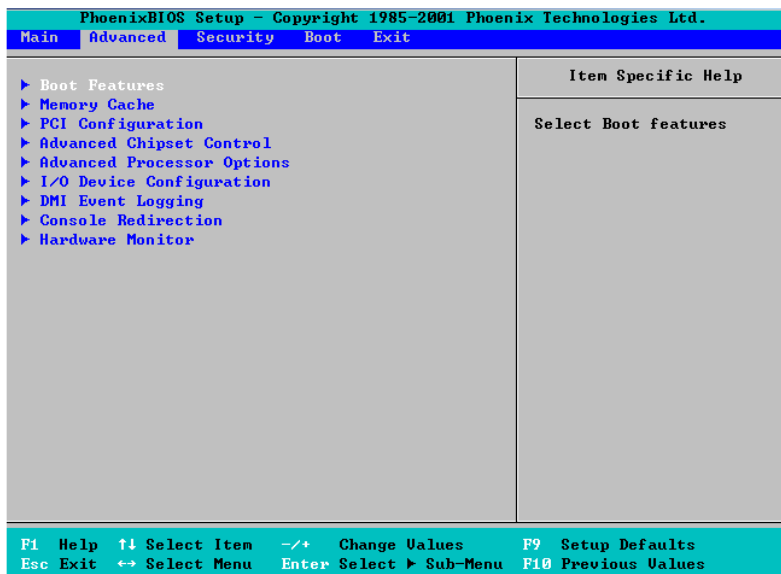 PhoenixBIOS Setup - Copyright 1985-2001 Phoenix Technologies Ltd.
Main Advanced Security Boot Exit
▶ Boot Features
▶ Memory Cache
▶ PCI Configuration
▶ Advanced Chipset Control
▶ Advanced Processor Options
▶ I/O Device Configuration
▶ DMI Event Logging
▶ Console Redirection
▶ Hardware Monitor
Item Specific Help
Select Boot features
F1 Help ↑↓ Select Item -/+ Change Values F9 Setup Defaults
Esc Exit ↔ Select Menu Enter Select ▶ Sub-Menu F10 Previous Values